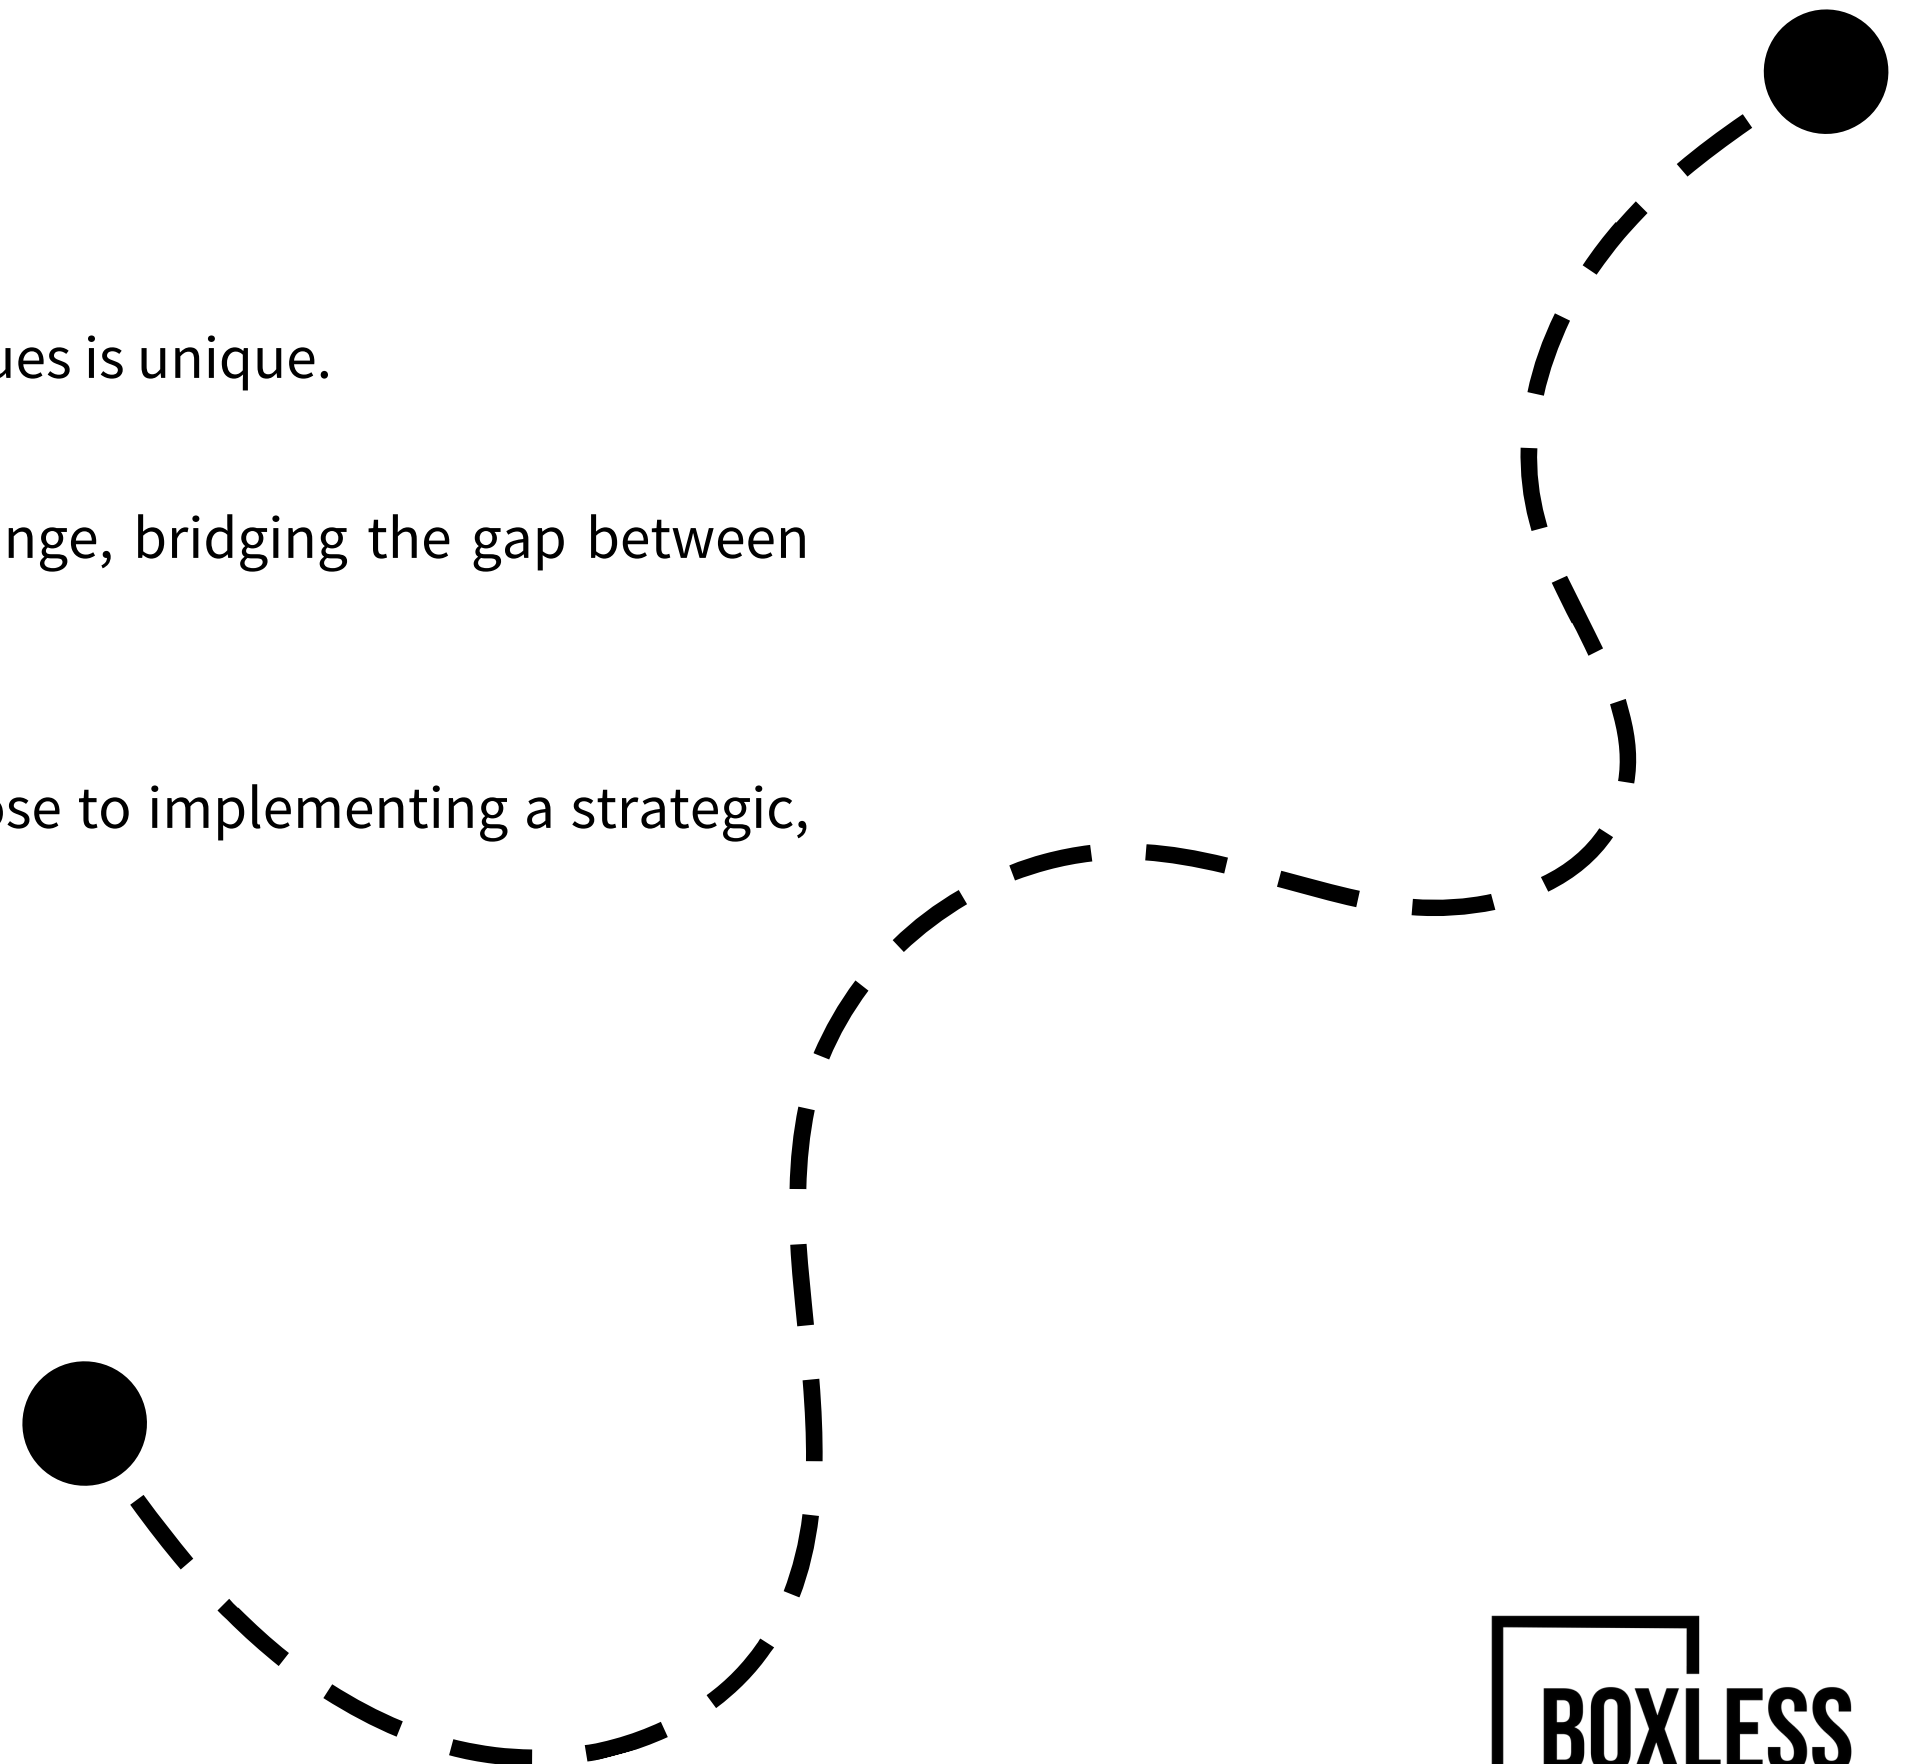 ues is unique.
nge, bridging the gap between
ose to implementing a strategic,
BOXLESS